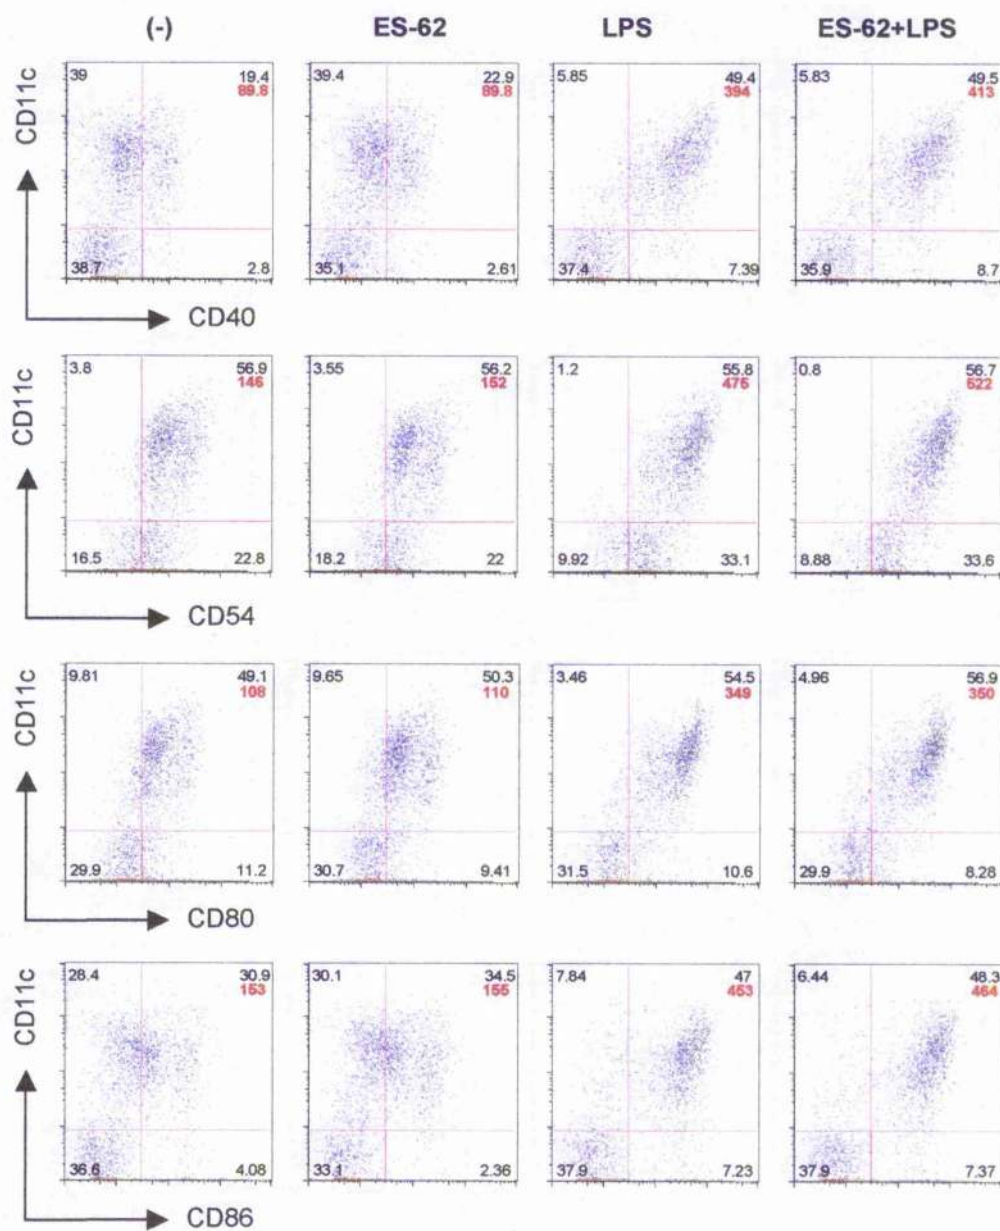 (-) ES-62 LPS ES-62+LPS
CD11c
39 19.4 39.4 22.9 5.85 49.4 5.83 49.5
89.8 89.8 394 413
38.7 2.8 35.1 2.61 37.4 7.39 35.9 8.7
CD40
CD11c
3.8 56.9 3.55 56.2 1.2 55.8 0.8 56.7
146 152 475 522
16.5 22.8 18.2 22 9.92 33.1 8.88 33.6
CD54
CD11c
9.81 49.1 9.65 50.3 3.46 54.5 4.96 56.9
108 110 349 350
29.9 11.2 30.7 9.41 31.5 10.6 29.9 8.28
CD80
CD11c
28.4 30.9 30.1 34.5 7.84 47 6.44 48.3
153 155 453 464
36.6 4.08 33.1 2.36 37.9 7.23 37.9 7.37
CD86